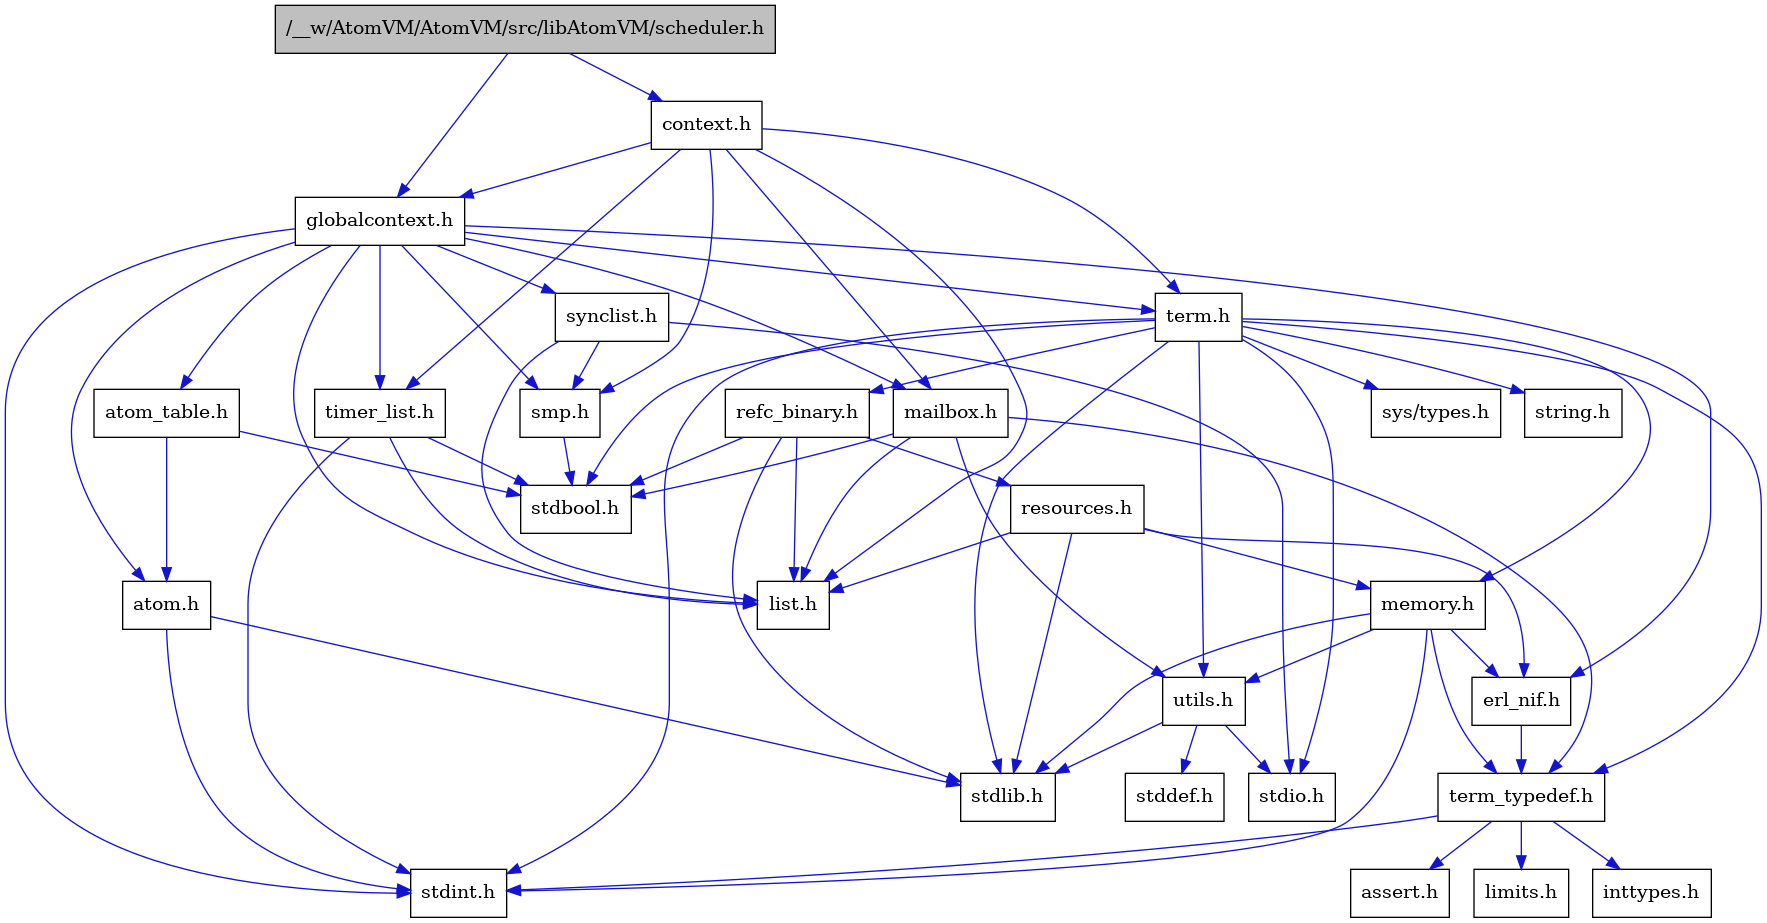 /__w/AtomVM/AtomVM/src/libAtomVM/scheduler.h
context.h
globalcontext.h
synclist.h
term.h
atom_table.h
timer_list.h
smp.h
refc_binary.h
mailbox.h
sys/types.h
string.h
stdbool.h
resources.h
atom.h
list.h
memory.h
utils.h
erl_nif.h
stdlib.h
stddef.h
stdio.h
term_typedef.h
stdint.h
assert.h
limits.h
inttypes.h